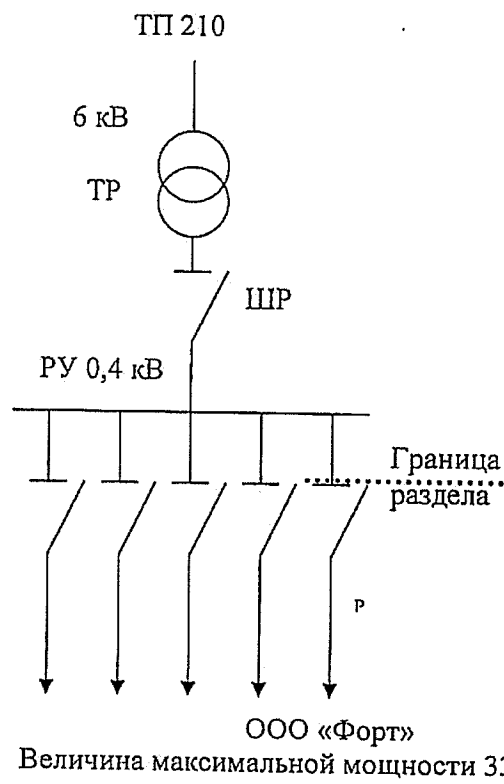 ТП 210
6 кВ
ТР
ШР
РУ 0,4 кВ
Граница
раздела
Р
ООО «Форт»
Величина максимальной мощности